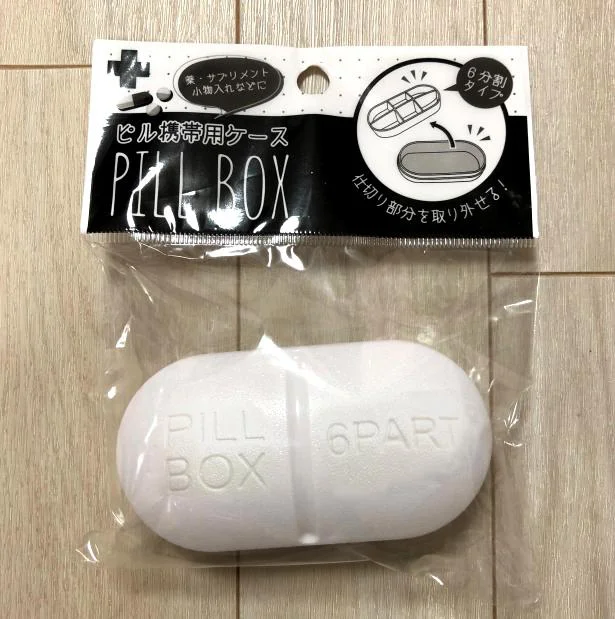 薬・サプリメント
小物入れなどに
ピル携帯用ケース
PILL BOX
6分割
タイプ
仕切り部分を取り外せる!
PILL
BOX
6PART